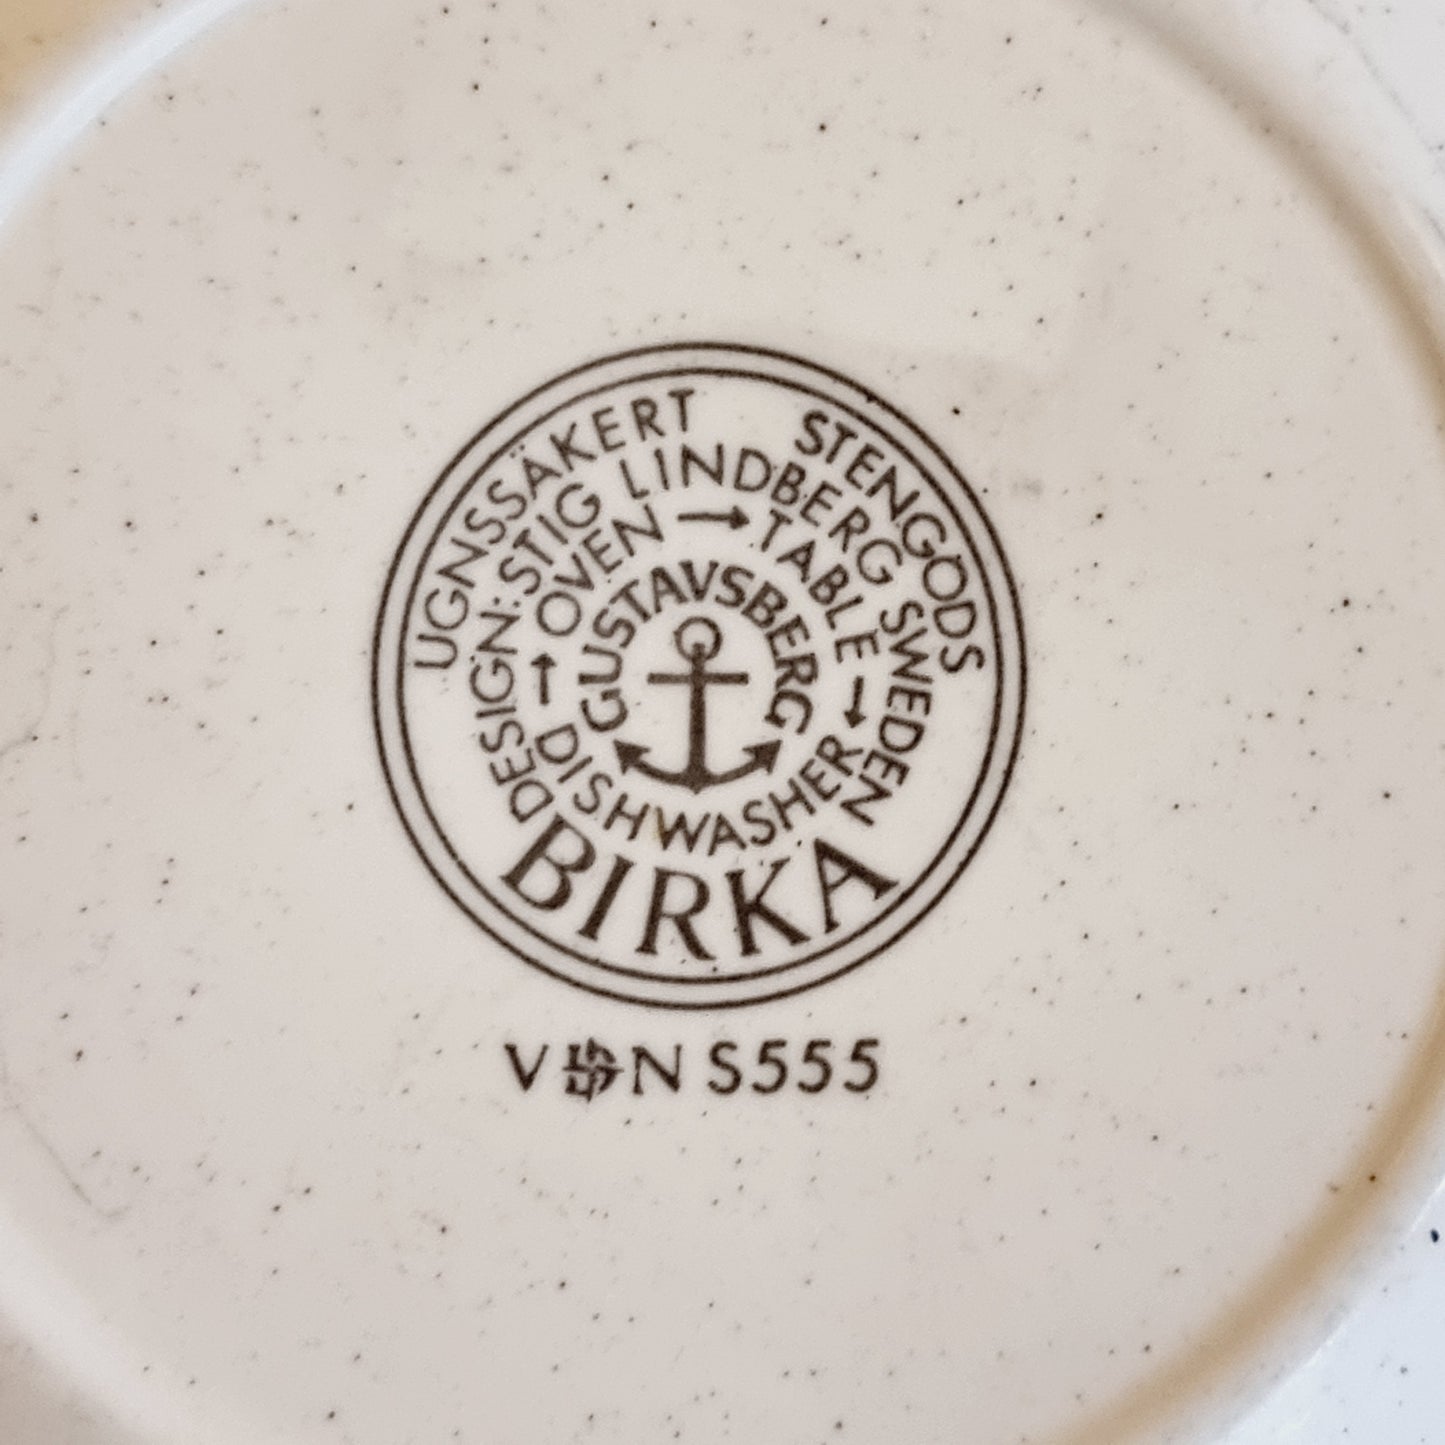 UGNSSÄKERT STENGODS
DESIGN: STIG LINDBERG SWEDEN
OVEN → TABLE → DISHWASHER →
GUSTAVSBERG
BIRKA
V N S555